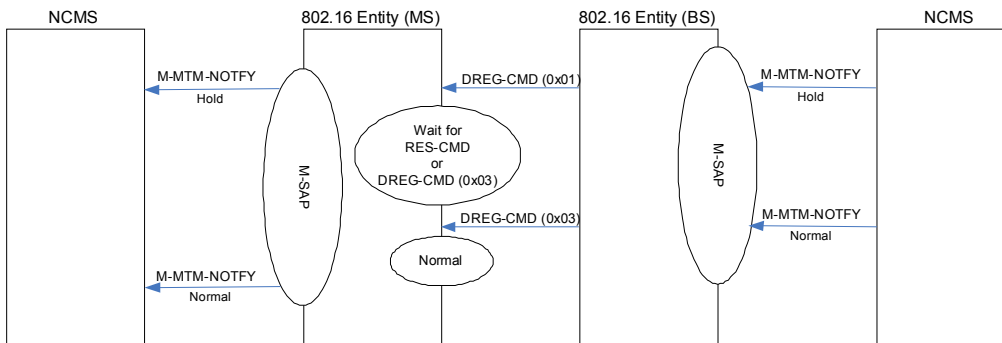 NCMS
802.16 Entity (MS)
802.16 Entity (BS)
NCMS
M-MTM-NOTFY
Hold
DREG-CMD (0x01)
M-MTM-NOTFY
Hold
Wait for
RES-CMD
or
DREG-CMD (0x03)
M-SAP
M-SAP
DREG-CMD (0x03)
M-MTM-NOTFY
Normal
Normal
M-MTM-NOTFY
Normal